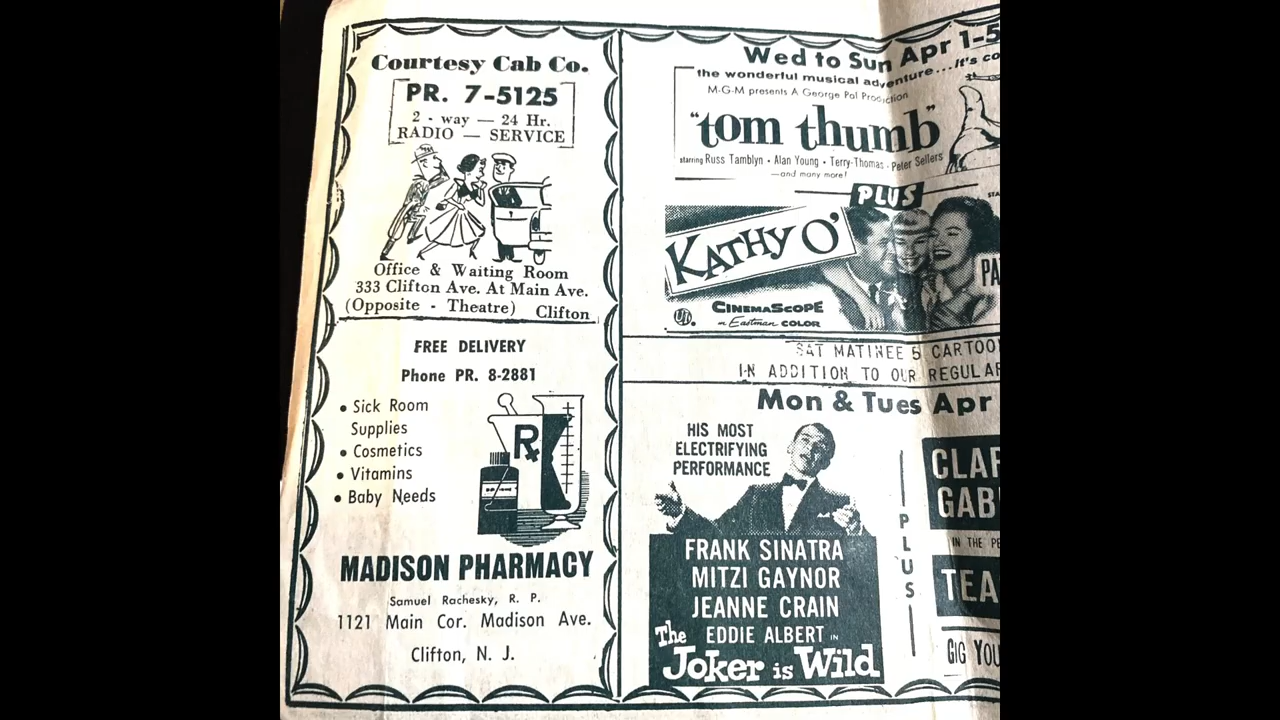 Courtesy Cab Co.
PR. 7-5125
2 - way — 24 Hr.
RADIO — SERVICE
Office & Waiting Room
333 Clifton Ave. At Main Ave.
(Opposite - Theatre) Clifton
FREE DELIVERY
Phone PR. 8-2881
• Sick Room
Supplies
• Cosmetics
• Vitamins
• Baby Needs
Rx
MADISON PHARMACY
Samuel Rachesky, R. P.
1121 Main Cor. Madison Ave.
Clifton, N. J.
Wed to Sun Apr 1-5
the wonderful musical adventure...it's co
M-G-M presents A George Pal Production
"tom thumb"
starring Russ Tamblyn • Alan Young • Terry-Thomas • Peter Sellers
—and many more!
PLUS
STA
KATHY O'
PA
CINEMASCOPE
in Eastman COLOR
SAT MATINEE 5 CARTOO
IN ADDITION TO OUR REGULAR
Mon & Tues Apr
HIS MOST
ELECTRIFYING
PERFORMANCE
FRANK SINATRA
MITZI GAYNOR
JEANNE CRAIN
EDDIE ALBERT IN
The
Joker is Wild
PLUS
CLAR
GAB
IN THE PE
TEA
GIG YOU